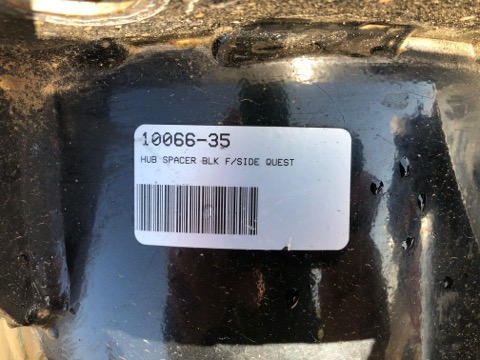 10066-35
HUB SPACER BLK F/SIDE QUEST